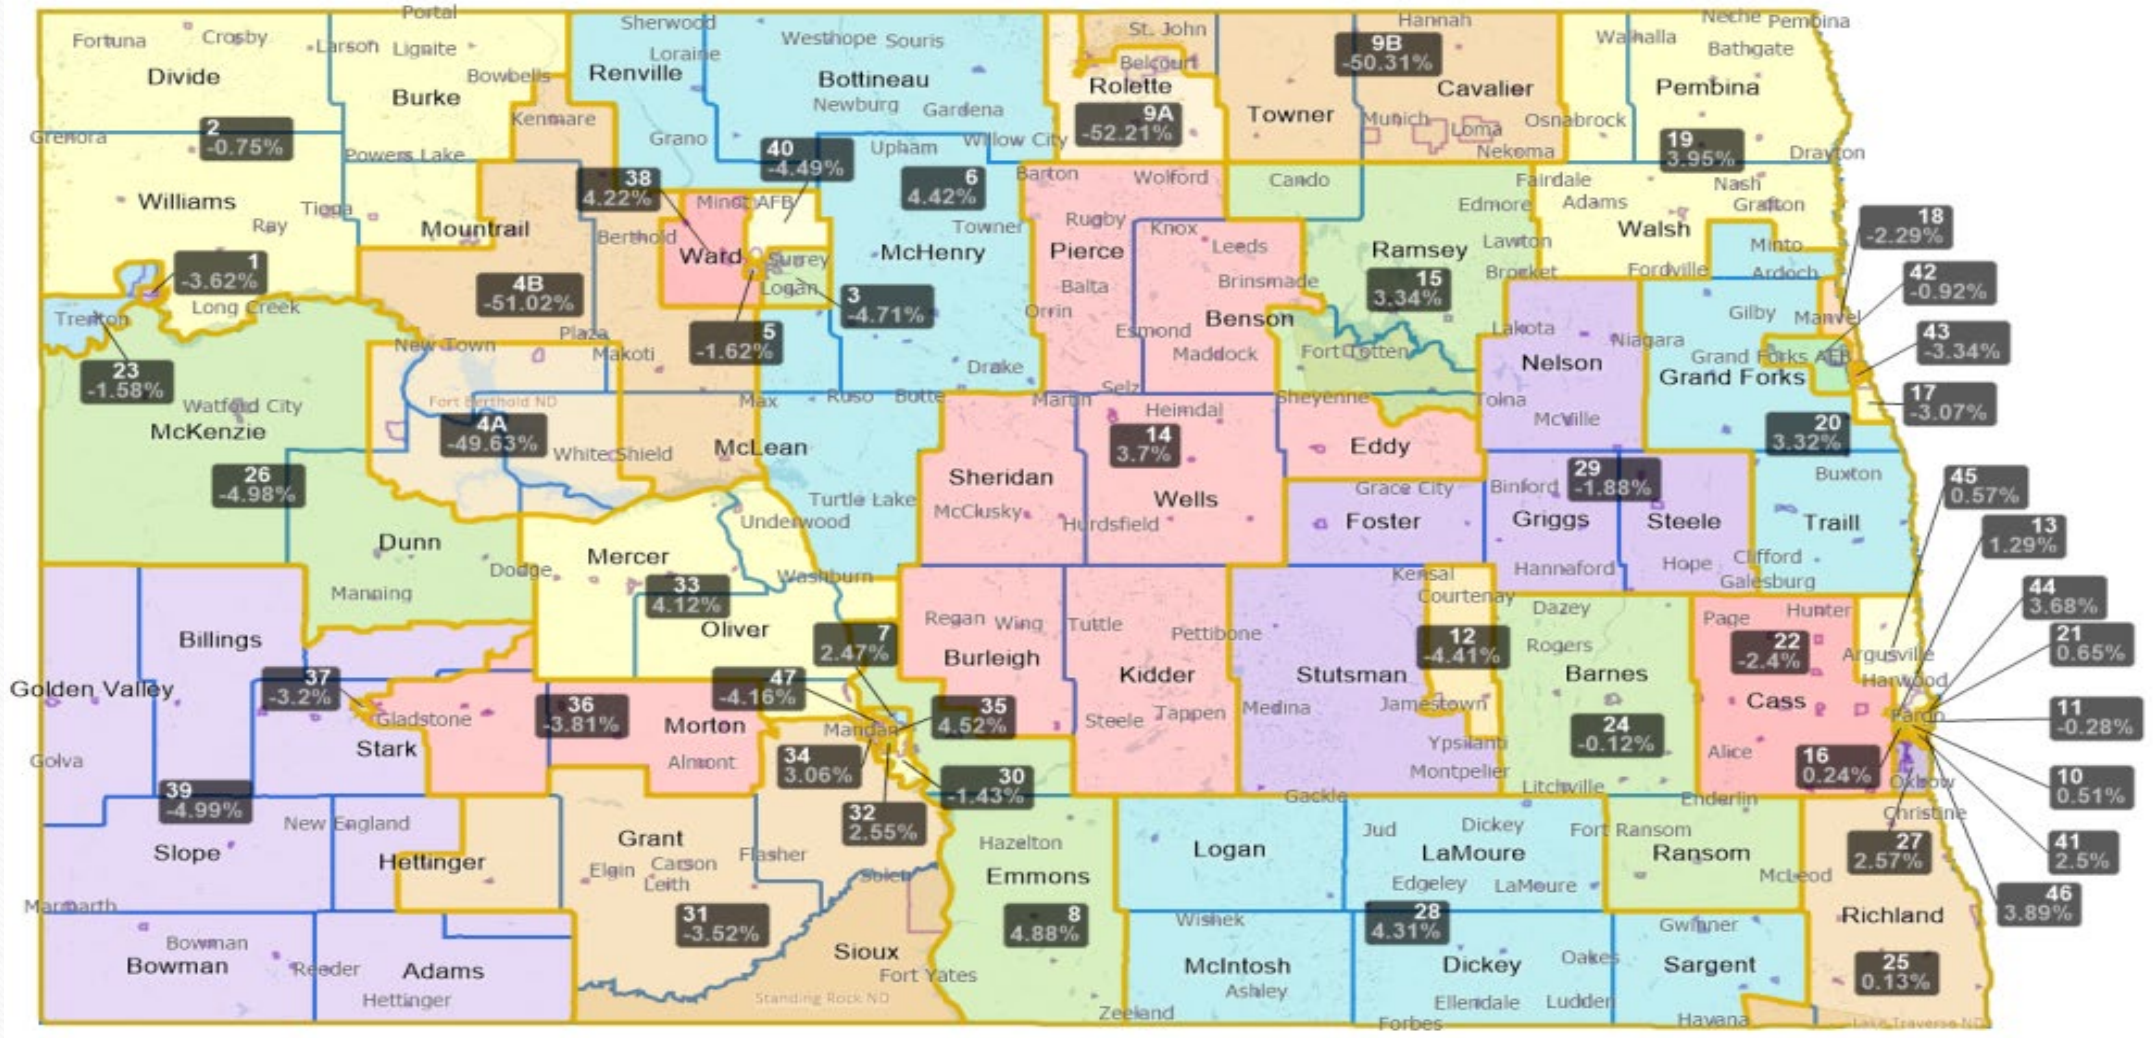 Portal
Fortuna
Crosby
Larson
Lignite
Sherwood
Loraine
Westhope
Souris
St. John
Hannah
Neche
Pembina
Walhalla
Bathgate
Divide
Burke
Bowbells
Renville
Bottineau
Belcourt
Rolette
9B
-50.31%
Cavalier
Pembina
Newburg
Gardena
9A
-52.21%
Towner
Munich
Loma
Osnabrock
Kenmare
Grenora
2
-0.75%
Powers Lake
Grano
40
-4.49%
Upham
Willow City
Nekoma
19
3.95%
Drayton
38
4.22%
6
4.42%
Barton
Wolford
Cando
Fairdale
Nash
Williams
Tioga
Ray
Mountrail
Minot AFB
Berthold
Towner
Rugby
Knox
Edmore
Adams
Grafton
18
-2.29%
Ward
Surrey
Logan
McHenry
Pierce
Leeds
Ramsey
Lawton
Walsh
Minto
1
-3.62%
4B
-51.02%
Balta
Brinsmade
15
3.34%
Brocket
Fordville
Ardoch
42
-0.92%
Long Creek
Trenton
3
-4.71%
Orrin
Esmond
Benson
Lakota
Gilby
Manvel
Plaza
New Town
Makoti
5
-1.62%
Maddock
Fort Totten
Niagara
43
-3.34%
23
-1.58%
Drake
Nelson
Grand Forks AFB
Grand Forks
Selz
17
-3.07%
Watford City
McKenzie
Fort Berthold ND
Max
Ruso
Butte
Martin
Heimdal
Sheyenne
Tolna
McVille
4A
-49.63%
White Shield
McLean
14
3.7%
Eddy
20
3.32%
26
-4.98%
Sheridan
Wells
Grace City
Binford
29
-1.88%
Buxton
45
0.57%
Turtle Lake
McClusky
Hurdsfield
Foster
Griggs
Steele
Traill
13
1.29%
Underwood
Dunn
Mercer
Dodge
Washburn
Kensal
Hannaford
Hope
Clifford
Galesburg
44
3.68%
Manning
33
4.12%
Oliver
Courtenay
Dazey
Page
Hunter
Billings
7
2.47%
Regan
Wing
Tuttle
Pettibone
12
-4.41%
Rogers
22
-2.4%
Argusville
21
0.65%
Golden Valley
37
-3.2%
47
-4.16%
Burleigh
Kidder
Stutsman
Barnes
Harwood
Cass
Gladstone
36
-3.81%
Morton
35
4.52%
Steele
Tappen
Medina
Jamestown
Fargo
11
-0.28%
Mandan
Stark
Almont
34
3.06%
Ypsilanti
24
-0.12%
Alice
16
0.24%
Golva
30
-1.43%
Montpelier
Litchville
Oxbow
10
0.51%
39
-4.99%
32
2.55%
Gackle
Enderlin
Christine
New England
Grant
Hazelton
Jud
Dickey
Fort Ransom
27
2.57%
41
2.5%
Slope
Hettinger
Elgin
Carson
Leith
Flasher
Logan
LaMoure
Ransom
Solen
Emmons
Edgeley
LaMoure
McLeod
46
3.89%
Marmarth
31
-3.52%
8
4.88%
Wishek
28
4.31%
Gwinner
Richland
Bowman
Bowman
Reeder
Adams
Sioux
Fort Yates
McIntosh
Ashley
Dickey
Oakes
Sargent
25
0.13%
Hettinger
Standing Rock ND
Zeeland
Ellendale
Ludden
Forbes
Havana
Lake Traverse ND